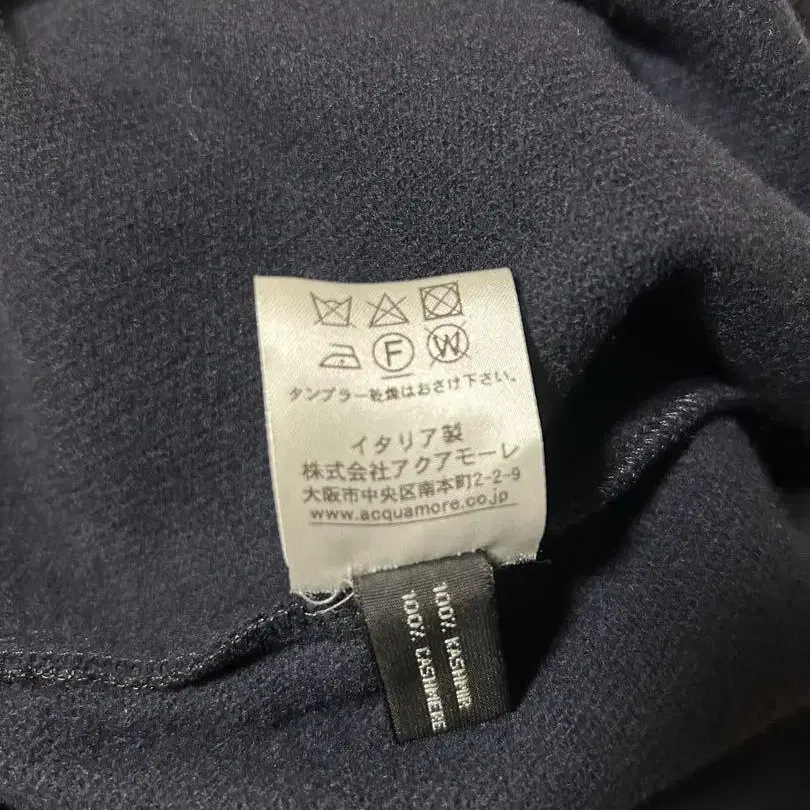 F W
タンブラー乾燥はおさけ下さい。
イタリア製
株式会社アクアモーレ
大阪市中央区南本町2-2-9
www.acquamore.co.jp
100% KASHMIR
100% CASHMERE